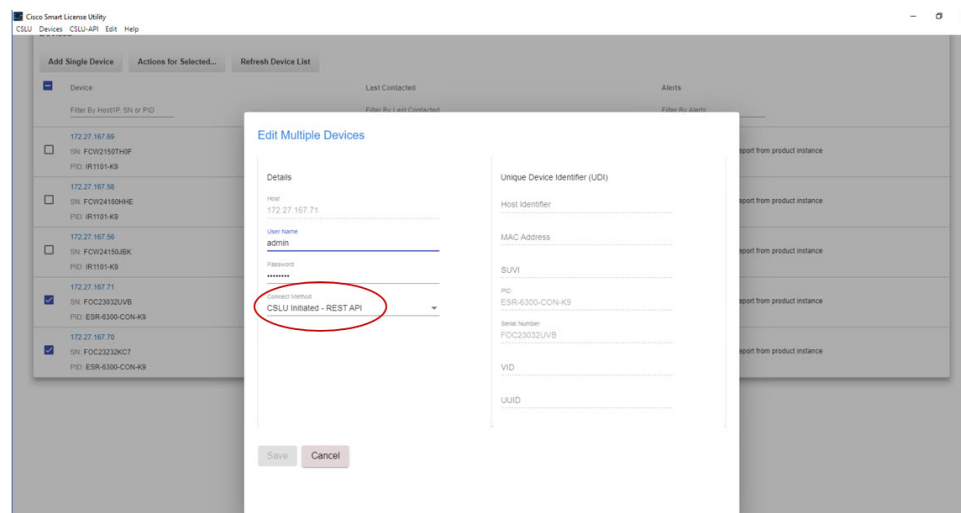 Cisco Smart License Utility
CSLU Devices CSLU-API Edit Help
Add Single Device Actions for Selected... Refresh Device List
Device Last Contacted Alerts
Filter By Host/IP, SN or PID Filter By Last Contacted Filter By Alerts
172.27.167.69
SN: FCW2150TH0F
eport from product instance
PID: IR1101-K9
172.27.167.58
SN: FCW24160HHE
eport from product instance
PID: IR1101-K9
172.27.167.56
SN: FCW24150JBK
eport from product instance
PID: IR1101-K9
172.27.167.71
SN: FOC23032UVB
eport from product instance
PID: ESR-6300-CON-K9
172.27.167.70
SN: FOC23232KC7
eport from product instance
PID: ESR-6300-CON-K9
Edit Multiple Devices
Details
Host
172.27.167.71
User Name
admin
Password
••••••••
Connect Method
CSLU Initiated - REST API
Unique Device Identifier (UDI)
Host Identifier
MAC Address
SUVI
PID
ESR-6300-CON-K9
Serial Number
FOC23032UVB
VID
UUID
Save Cancel